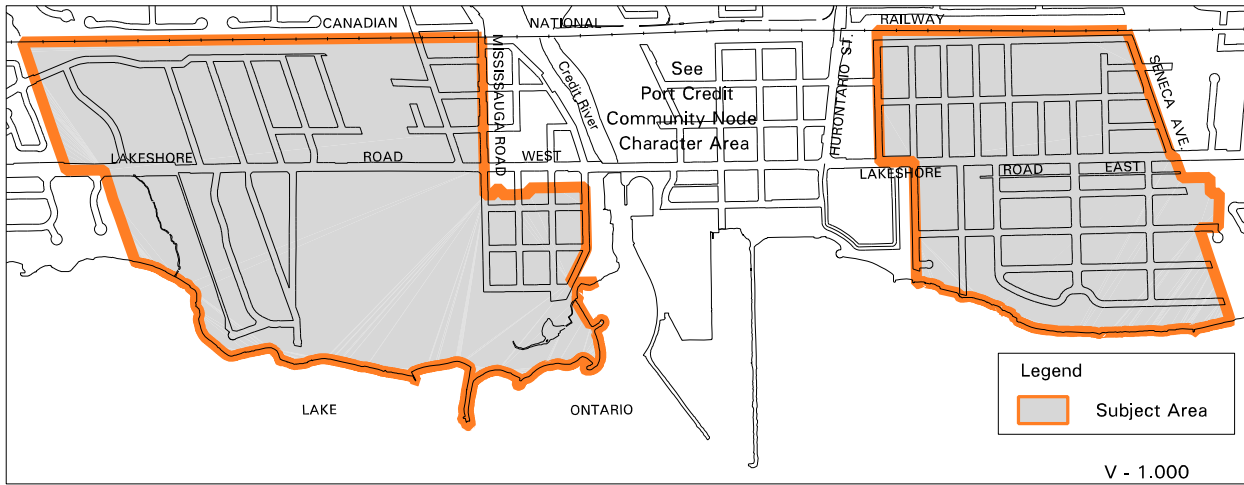 CANADIAN NATIONAL RAILWAY
MISSISSAUGA ROAD
Credit River
See
Port Credit
Community Node
Character Area
HURONTARIO ST.
SENECA AVE.
LAKESHORE ROAD WEST
LAKESHORE ROAD EAST
LAKE ONTARIO
Legend
Subject Area
V - 1.000